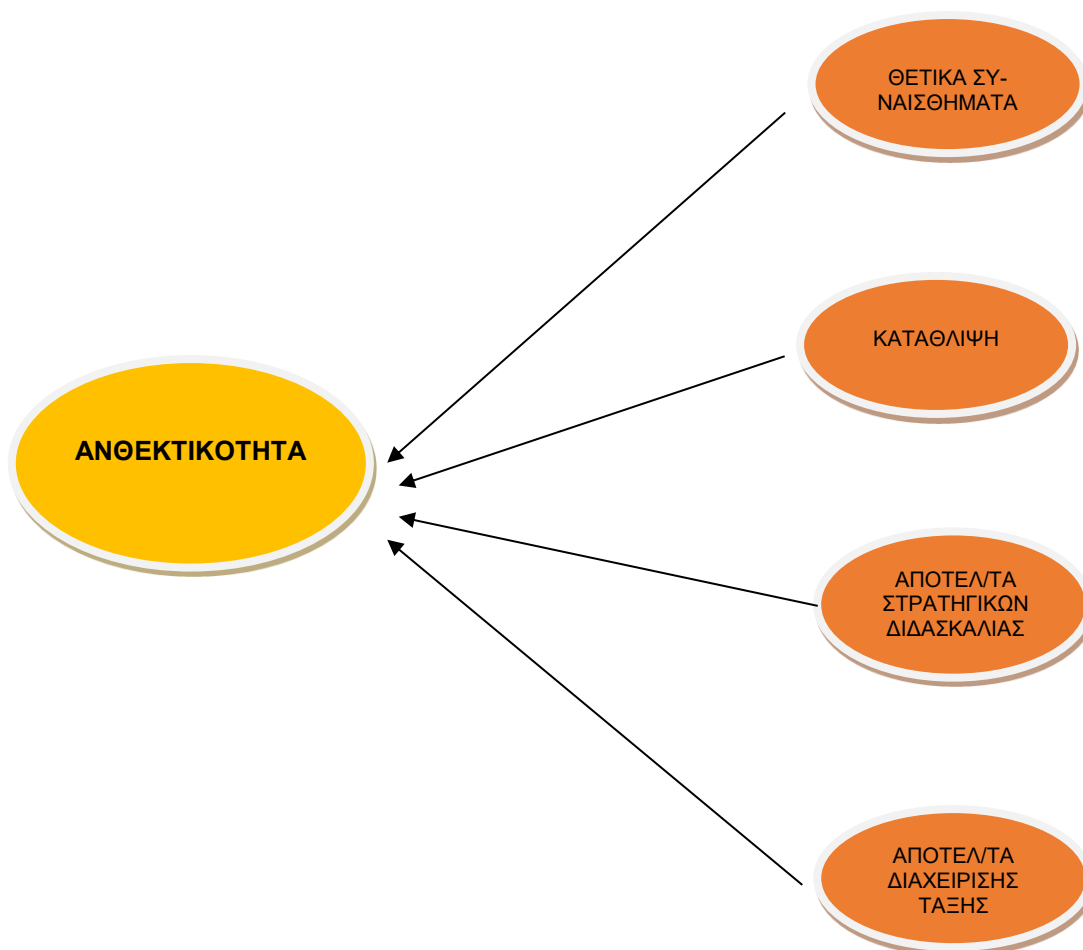 ΘΕΤΙΚΑ ΣΥ-
ΝΑΙΣΘΗΜΑΤΑ
ΚΑΤΑΘΛΙΨΗ
ΑΝΘΕΚΤΙΚΟΤΗΤΑ
ΑΠΟΤΕΛ/ΤΑ
ΣΤΡΑΤΗΓΙΚΩΝ
ΔΙΔΑΣΚΑΛΙΑΣ
ΑΠΟΤΕΛ/ΤΑ
ΔΙΑΧΕΙΡΙΣΗΣ
ΤΑΞΗΣ